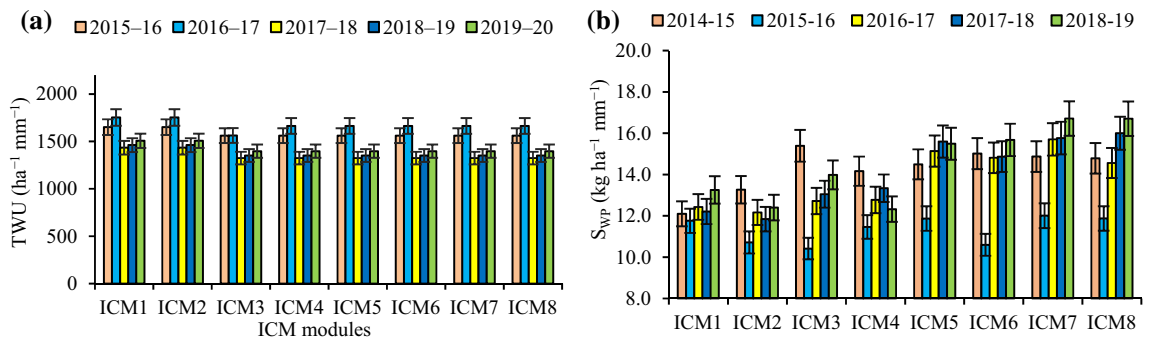 (a)
2015–16 2016–17 2017–18 2018–19 2019–20
TWU (ha⁻¹ mm⁻¹)
2000
1500
1000
500
0
ICM1 ICM2 ICM3 ICM4 ICM5 ICM6 ICM7 ICM8
ICM modules
(b)
2014-15 2015-16 2016-17 2017-18 2018-19
S_WP (kg ha⁻¹ mm⁻¹)
20.0
18.0
16.0
14.0
12.0
10.0
8.0
ICM1 ICM2 ICM3 ICM4 ICM5 ICM6 ICM7 ICM8